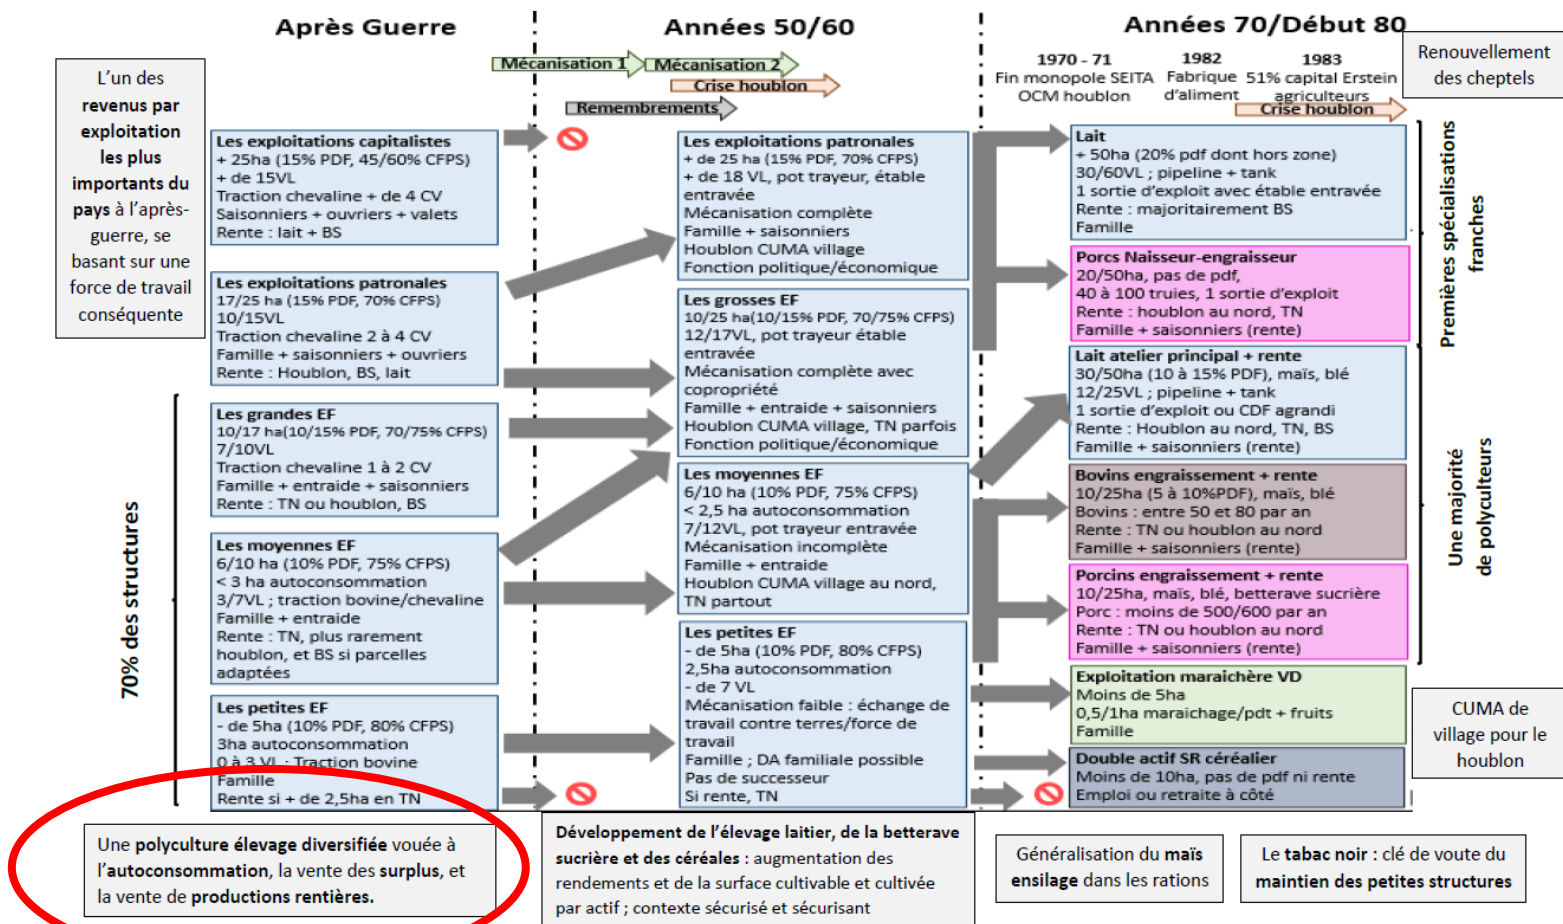 Après Guerre
Années 50/60
Années 70/Début 80
Mécanisation 1
Mécanisation 2
Crise houblon
Remembrements
1970 - 71
Fin monopole SEITA
OCM houblon
1982
Fabrique
d'aliment
1983
51% capital Erstein
agriculteurs
Crise houblon
Renouvellement
des cheptels
L'un des
revenus par
exploitation
les plus
importants du
pays à l'après-
guerre, se
basant sur une
force de travail
conséquente
70% des structures
Les exploitations capitalistes
+ 25ha (15% PDF, 45/60% CFPS)
+ de 15VL
Traction chevaline + de 4 CV
Saisonniers + ouvriers + valets
Rente : lait + BS
Les exploitations patronales
17/25 ha (15% PDF, 70% CFPS)
10/15VL
Traction chevaline 2 à 4 CV
Famille + saisonniers + ouvriers
Rente : Houblon, BS, lait
Les grandes EF
10/17 ha(10/15% PDF, 70/75% CFPS)
7/10VL
Traction chevaline 1 à 2 CV
Famille + entraide + saisonniers
Rente : TN ou houblon, BS
Les moyennes EF
6/10 ha (10% PDF, 75% CFPS)
< 3 ha autoconsommation
3/7VL ; traction bovine/chevaline
Famille + entraide
Rente : TN, plus rarement
houblon, et BS si parcelles
adaptées
Les petites EF
- de 5ha (10% PDF, 80% CFPS)
3ha autoconsommation
0 à 3 VL ; Traction bovine
Famille
Rente si + de 2,5ha en TN
Les exploitations patronales
+ de 25 ha (15% PDF, 70% CFPS)
+ de 18 VL, pot trayeur, étable
entravée
Mécanisation complète
Famille + saisonniers
Houblon CUMA village
Fonction politique/économique
Les grosses EF
10/25 ha(10/15% PDF, 70/75% CFPS)
12/17VL, pot trayeur étable
entravée
Mécanisation complète avec
copropriété
Famille + entraide + saisonniers
Houblon CUMA village, TN parfois
Fonction politique/économique
Les moyennes EF
6/10 ha (10% PDF, 75% CFPS)
< 2,5 ha autoconsommation
7/12VL, pot trayeur entravée
Mécanisation incomplète
Famille + entraide
Houblon CUMA village au nord,
TN partout
Les petites EF
- de 5ha (10% PDF, 80% CFPS)
2,5ha autoconsommation
- de 7 VL
Mécanisation faible : échange de
travail contre terres/force de
travail
Famille ; DA familiale possible
Pas de successeur
Si rente, TN
Lait
+ 50ha (20% pdf dont hors zone)
30/60VL ; pipeline + tank
1 sortie d'exploit avec étable entravée
Rente : majoritairement BS
Famille
Porcs Naisseur-engraisseur
20/50ha, pas de pdf,
40 à 100 truies, 1 sortie d'exploit
Rente : houblon au nord, TN
Famille + saisonniers (rente)
Lait atelier principal + rente
30/50ha (10 à 15% PDF), maïs, blé
12/25VL ; pipeline + tank
1 sortie d'exploit ou CDF agrandi
Rente : Houblon au nord, TN, BS
Famille + saisonniers (rente)
Bovins engraissement + rente
10/25ha (5 à 10%PDF), maïs, blé
Bovins : entre 50 et 80 par an
Rente : TN ou houblon au nord
Famille + saisonniers (rente)
Porcins engraissement + rente
10/25ha, maïs, blé, betterave sucrière
Porc : moins de 500/600 par an
Rente : TN ou houblon au nord
Famille + saisonniers (rente)
Exploitation maraichère VD
Moins de 5ha
0,5/1ha maraichage/pdt + fruits
Famille
Double actif SR céréalier
Moins de 10ha, pas de pdf ni rente
Emploi ou retraite à côté
Premières spécialisations
franches
Une majorité
de polyculteurs
CUMA de
village pour le
houblon
Une polyculture élevage diversifiée vouée à
l'autoconsommation, la vente des surplus, et
la vente de productions rentières.
Développement de l'élevage laitier, de la betterave
sucrière et des céréales : augmentation des
rendements et de la surface cultivable et cultivée
par actif ; contexte sécurisé et sécurisant
Généralisation du maïs
ensilage dans les rations
Le tabac noir : clé de voute du
maintien des petites structures